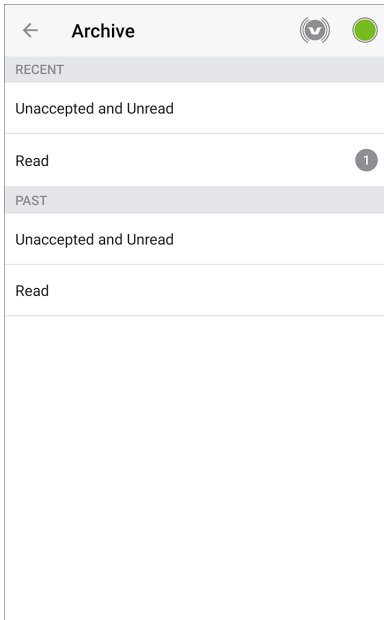 Archive
RECENT
Unaccepted and Unread
Read 1
PAST
Unaccepted and Unread
Read